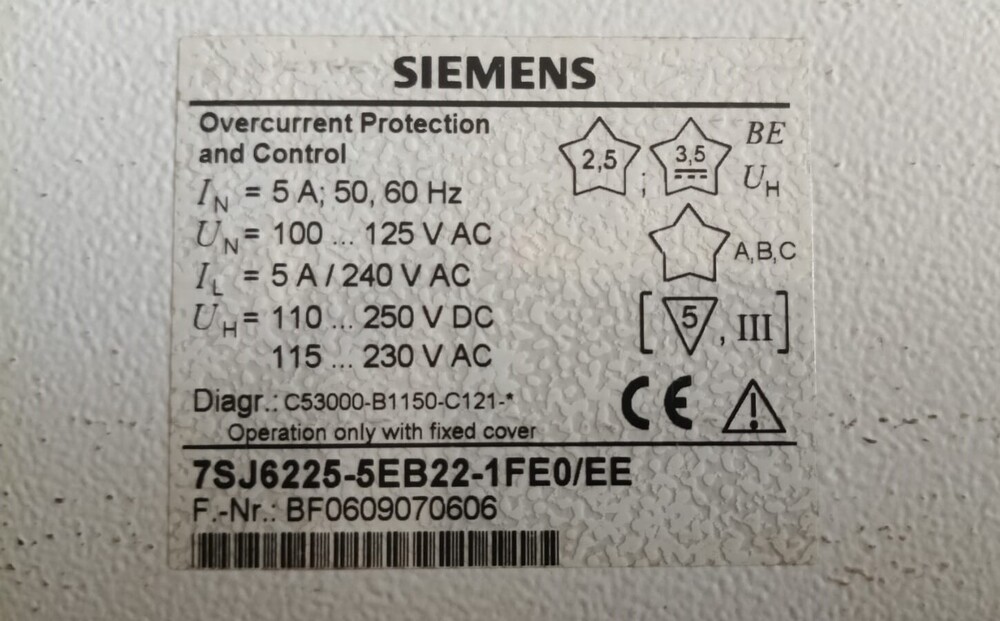 SIEMENS
Overcurrent Protection
and Control
IN = 5 A; 50, 60 Hz
UN = 100 ... 125 V AC
IL = 5 A / 240 V AC
UH = 110 ... 250 V DC
115 ... 230 V AC
Diagr.: C53000-B1150-C121-*
Operation only with fixed cover
2,5 ; 3,5 BE
UH
A,B,C
[ 5 , III ]
CE
7SJ6225-5EB22-1FE0/EE
F.-Nr.: BF0609070606